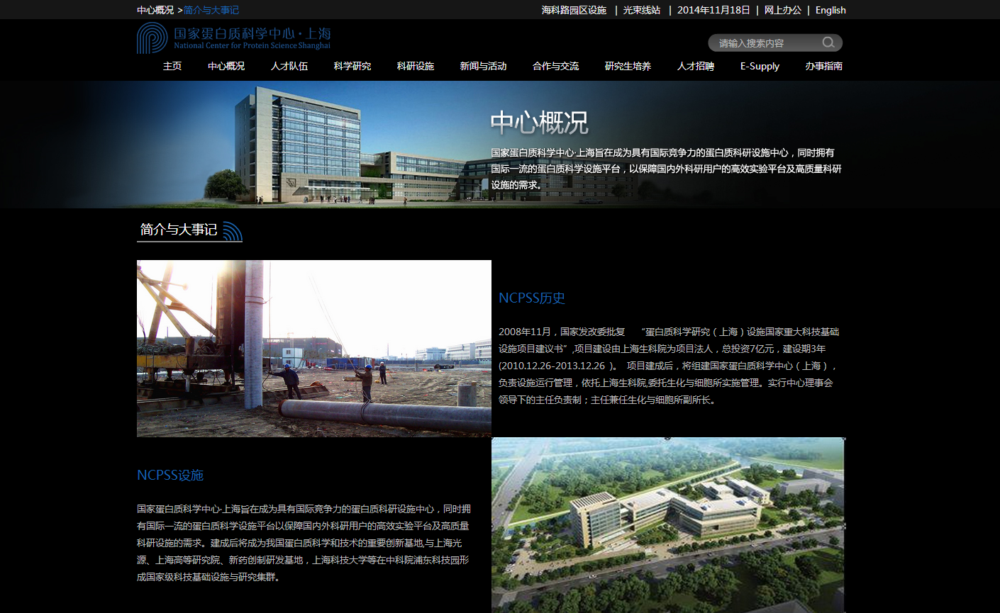 中心概况 >简介与大事记
海科路园区设施 | 光束线站 | 2014年11月18日 | 网上办公 | English
国家蛋白质科学中心·上海
National Center for Protein Science Shanghai
请输入搜索内容
主页 中心概况 人才队伍 科学研究 科研设施 新闻与活动 合作与交流 研究生培养 人才招聘 E-Supply 办事指南
中心概况
国家蛋白质科学中心·上海旨在成为具有国际竞争力的蛋白质科研设施中心，同时拥有
国际一流的蛋白质科学设施平台，以保障国内外科研用户的高效实验平台及高质量科研
设施的需求。
简介与大事记
NCPSS历史
2008年11月，国家发改委批复 “蛋白质科学研究（上海）设施国家重大科技基础
设施项目建议书”,项目建设由上海生科院为项目法人，总投资7亿元，建设期3年
(2010.12.26-2013.12.26 )。 项目建成后，将组建国家蛋白质科学中心（上海），
负责设施运行管理，依托上海生科院,委托生化与细胞所实施管理。实行中心理事会
领导下的主任负责制；主任兼任生化与细胞所副所长。
NCPSS设施
国家蛋白质科学中心·上海旨在成为具有国际竞争力的蛋白质科研设施中心，同时拥
有国际一流的蛋白质科学设施平台以保障国内外科研用户的高效实验平台及高质量
科研设施的需求。建成后将成为我国蛋白质科学和技术的重要创新基地,与上海光
源、上海高等研究院、新药创制研发基地，上海科技大学等在中科院浦东科技园形
成国家级科技基础设施与研究集群。